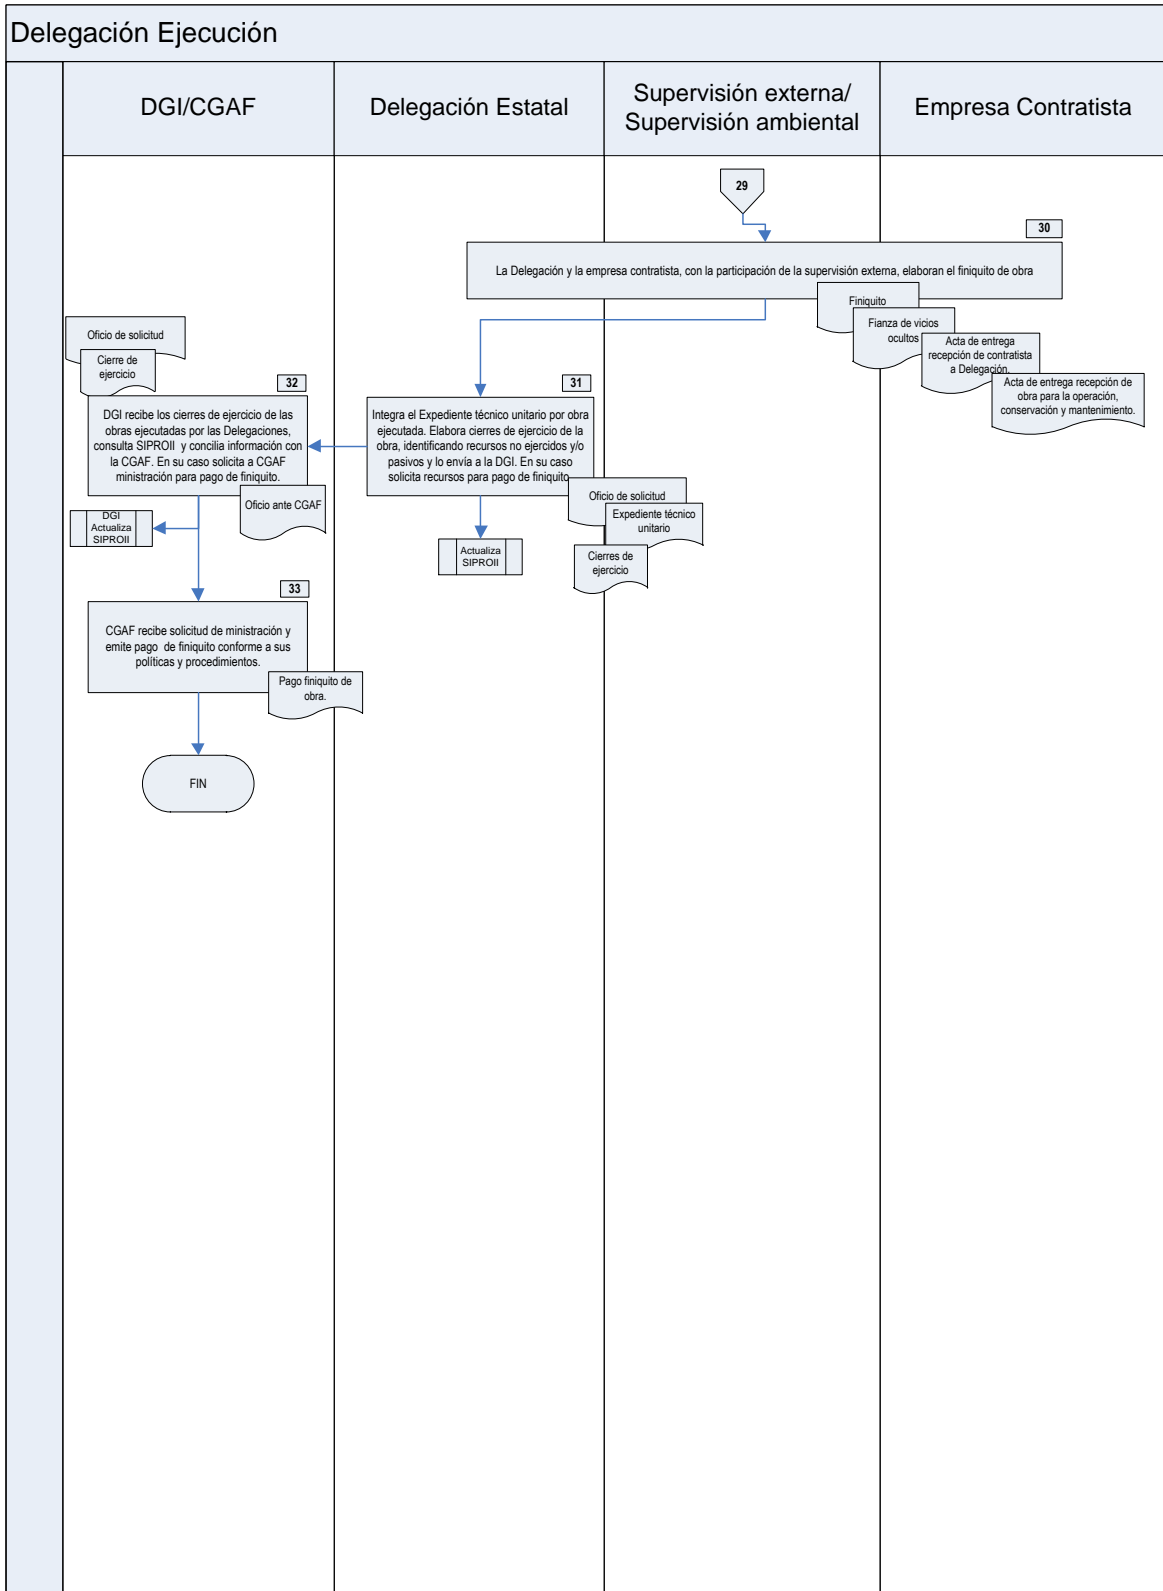 Delegación Ejecución
DGI/CGAF
Delegación Estatal
Supervisión externa/
Supervisión ambiental
Empresa Contratista
29
30
La Delegación y la empresa contratista, con la participación de la supervisión externa, elaboran el finiquito de obra
Finiquito
Fianza de vicios
ocultos
Acta de entrega
recepción de contratista
a Delegación.
Acta de entrega recepción de
obra para la operación,
conservación y mantenimiento.
31
Integra el Expediente técnico unitario por obra
ejecutada. Elabora cierres de ejercicio de la
obra, identificando recursos no ejercidos y/o
pasivos y lo envía a la DGI. En su caso
solicita recursos para pago de finiquito
Oficio de solicitud
Expediente técnico
unitario
Cierres de
ejercicio
Actualiza
SIPROII
Oficio de solicitud
Cierre de
ejercicio
32
DGI recibe los cierres de ejercicio de las
obras ejecutadas por las Delegaciones,
consulta SIPROII y concilia información con
la CGAF. En su caso solicita a CGAF
ministración para pago de finiquito.
Oficio ante CGAF
DGI
Actualiza
SIPROII
33
CGAF recibe solicitud de ministración y
emite pago de finiquito conforme a sus
políticas y procedimientos.
Pago finiquito de
obra.
FIN